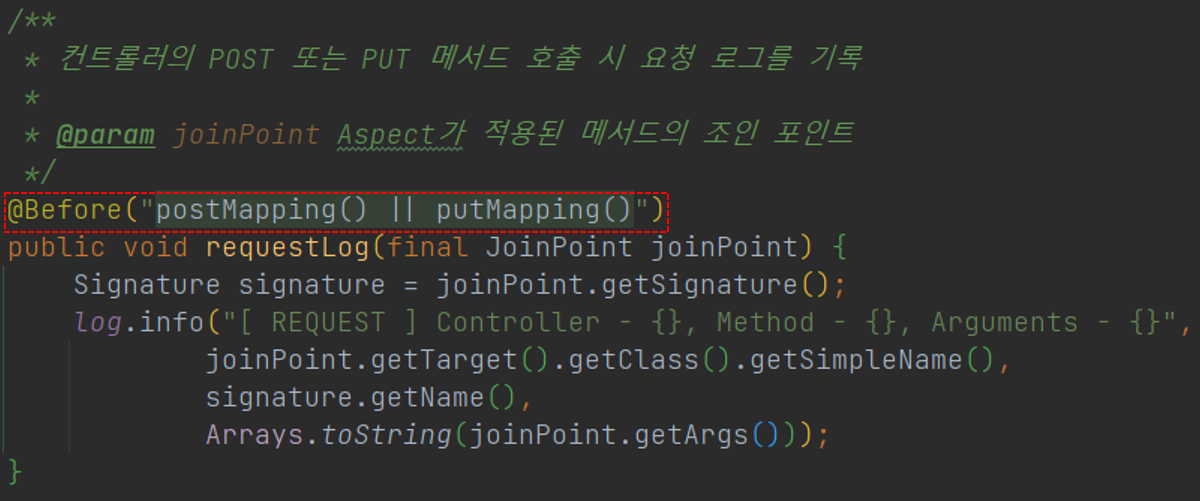 /**
 * 컨트롤러의 POST 또는 PUT 메서드 호출 시 요청 로그를 기록
 *
 * @param joinPoint Aspect가 적용된 메서드의 조인 포인트
 */
@Before("postMapping() || putMapping()")
public void requestLog(final JoinPoint joinPoint) {
    Signature signature = joinPoint.getSignature();
    log.info("[ REQUEST ] Controller - {}, Method - {}, Arguments - {}",
            joinPoint.getTarget().getClass().getSimpleName(),
            signature.getName(),
            Arrays.toString(joinPoint.getArgs()));
}